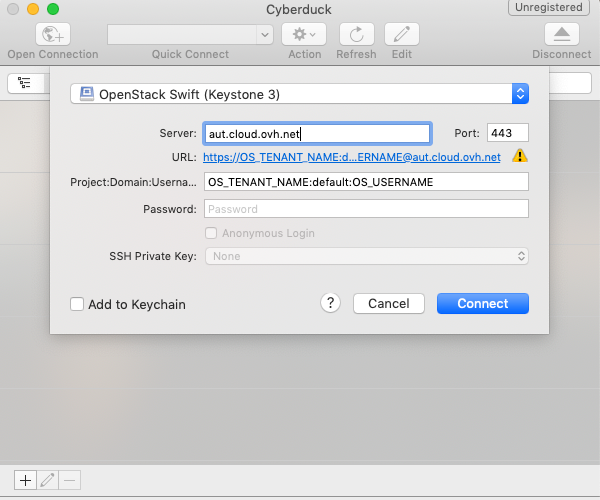 Cyberduck
Unregistered
Open Connection
Quick Connect
Action
Refresh
Edit
Disconnect
OpenStack Swift (Keystone 3)
Server:
aut.cloud.ovh.net
Port:
443
URL:
https://OS_TENANT_NAME:d...ERNAME@aut.cloud.ovh.net
Project:Domain:Userna...
OS_TENANT_NAME:default:OS_USERNAME
Password:
Password
Anonymous Login
SSH Private Key:
None
Add to Keychain
?
Cancel
Connect